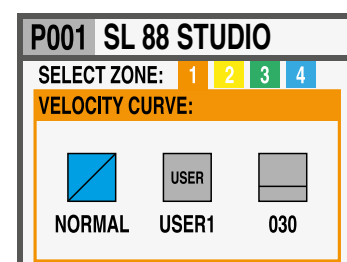 P001 SL 88 STUDIO
SELECT ZONE: 1 2 3 4
VELOCITY CURVE:
USER
NORMAL USER1 030